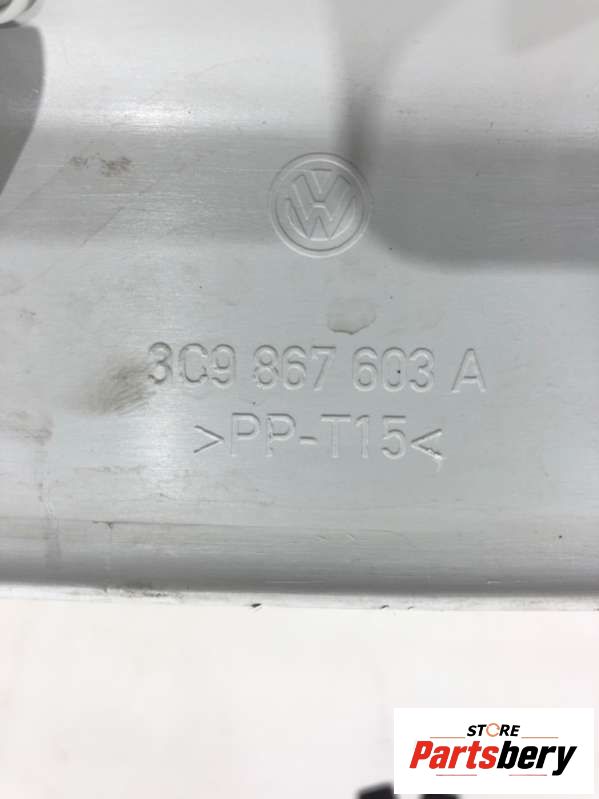 VW
3C9 867 603 A
>PP-T15<
STORE
Partsbery